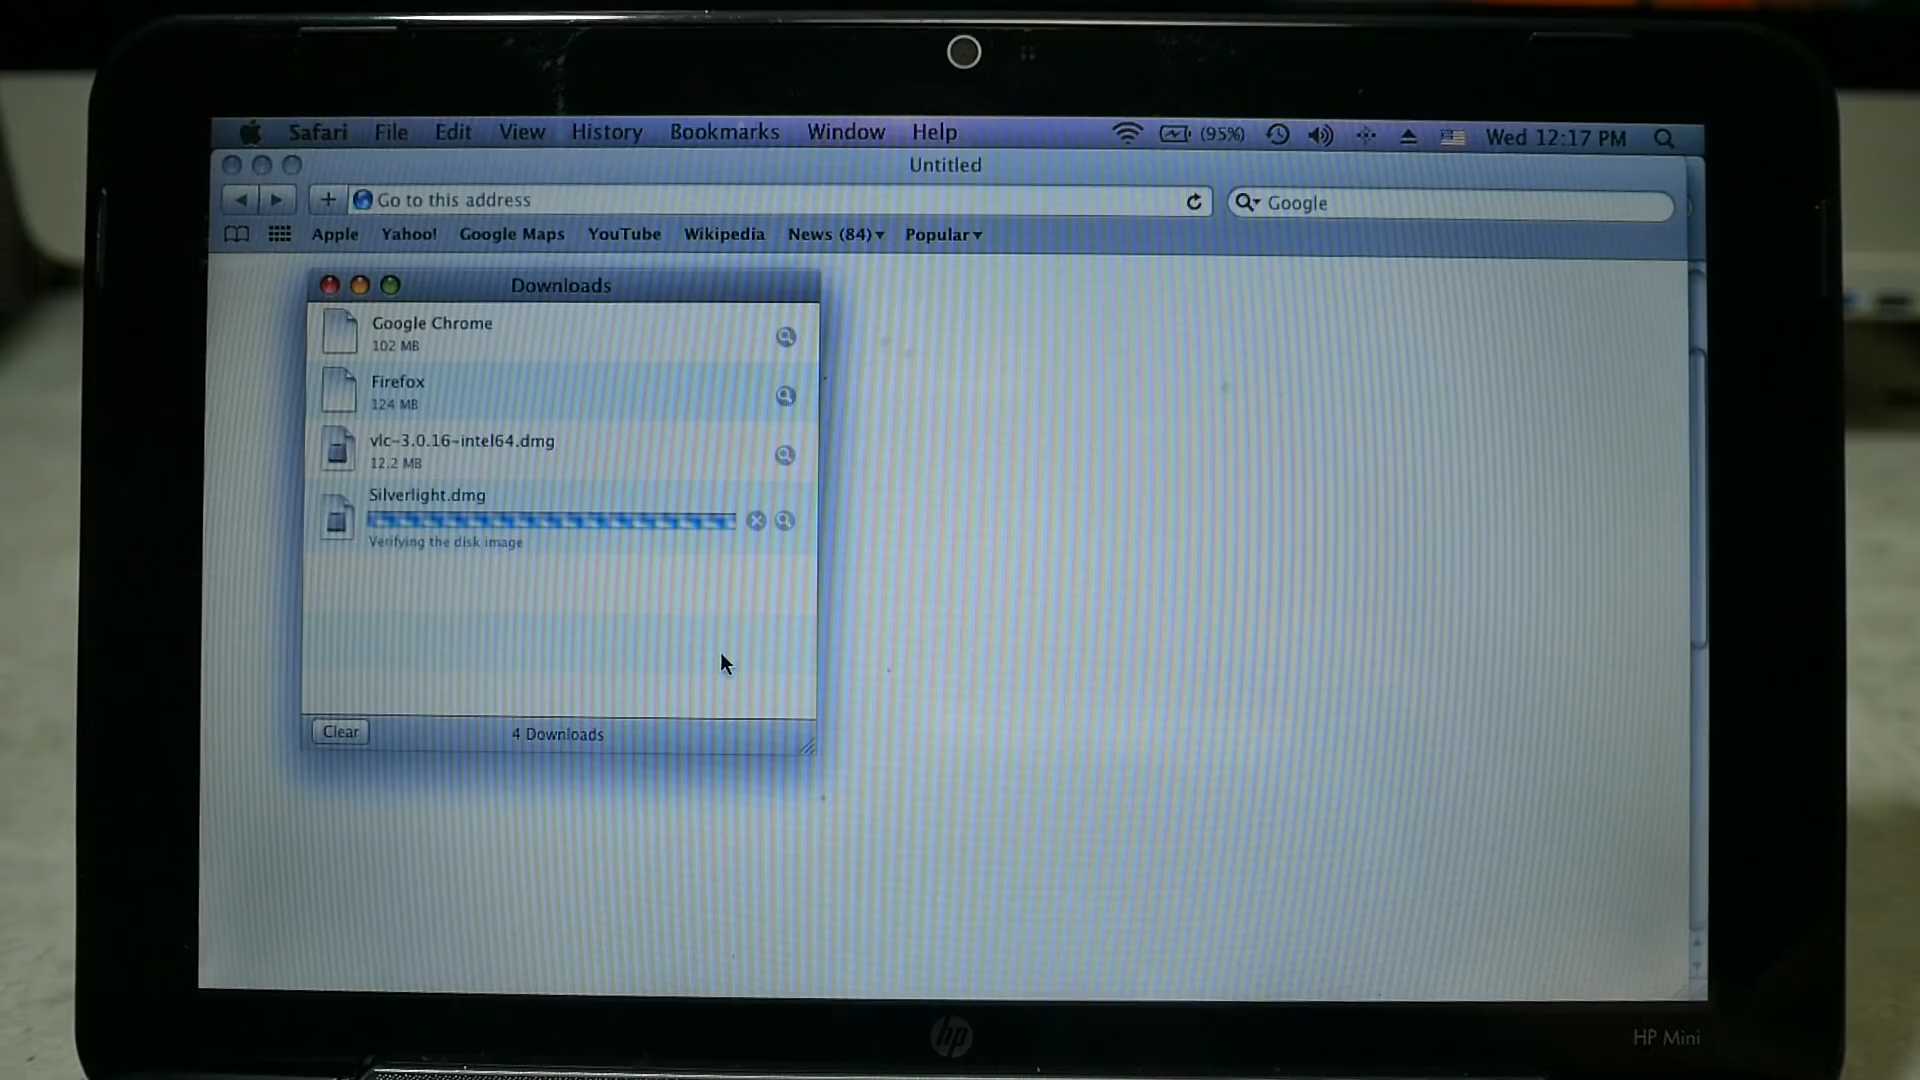 Safari File Edit View History Bookmarks Window Help (95%) Wed 12:17 PM
Untitled
Go to this address Google
Apple Yahoo! Google Maps YouTube Wikipedia News (84) Popular
Downloads
Google Chrome
102 MB
Firefox
124 MB
vlc-3.0.16-intel64.dmg
12.2 MB
Silverlight.dmg
Verifying the disk image
Clear 4 Downloads
hp
HP Mini